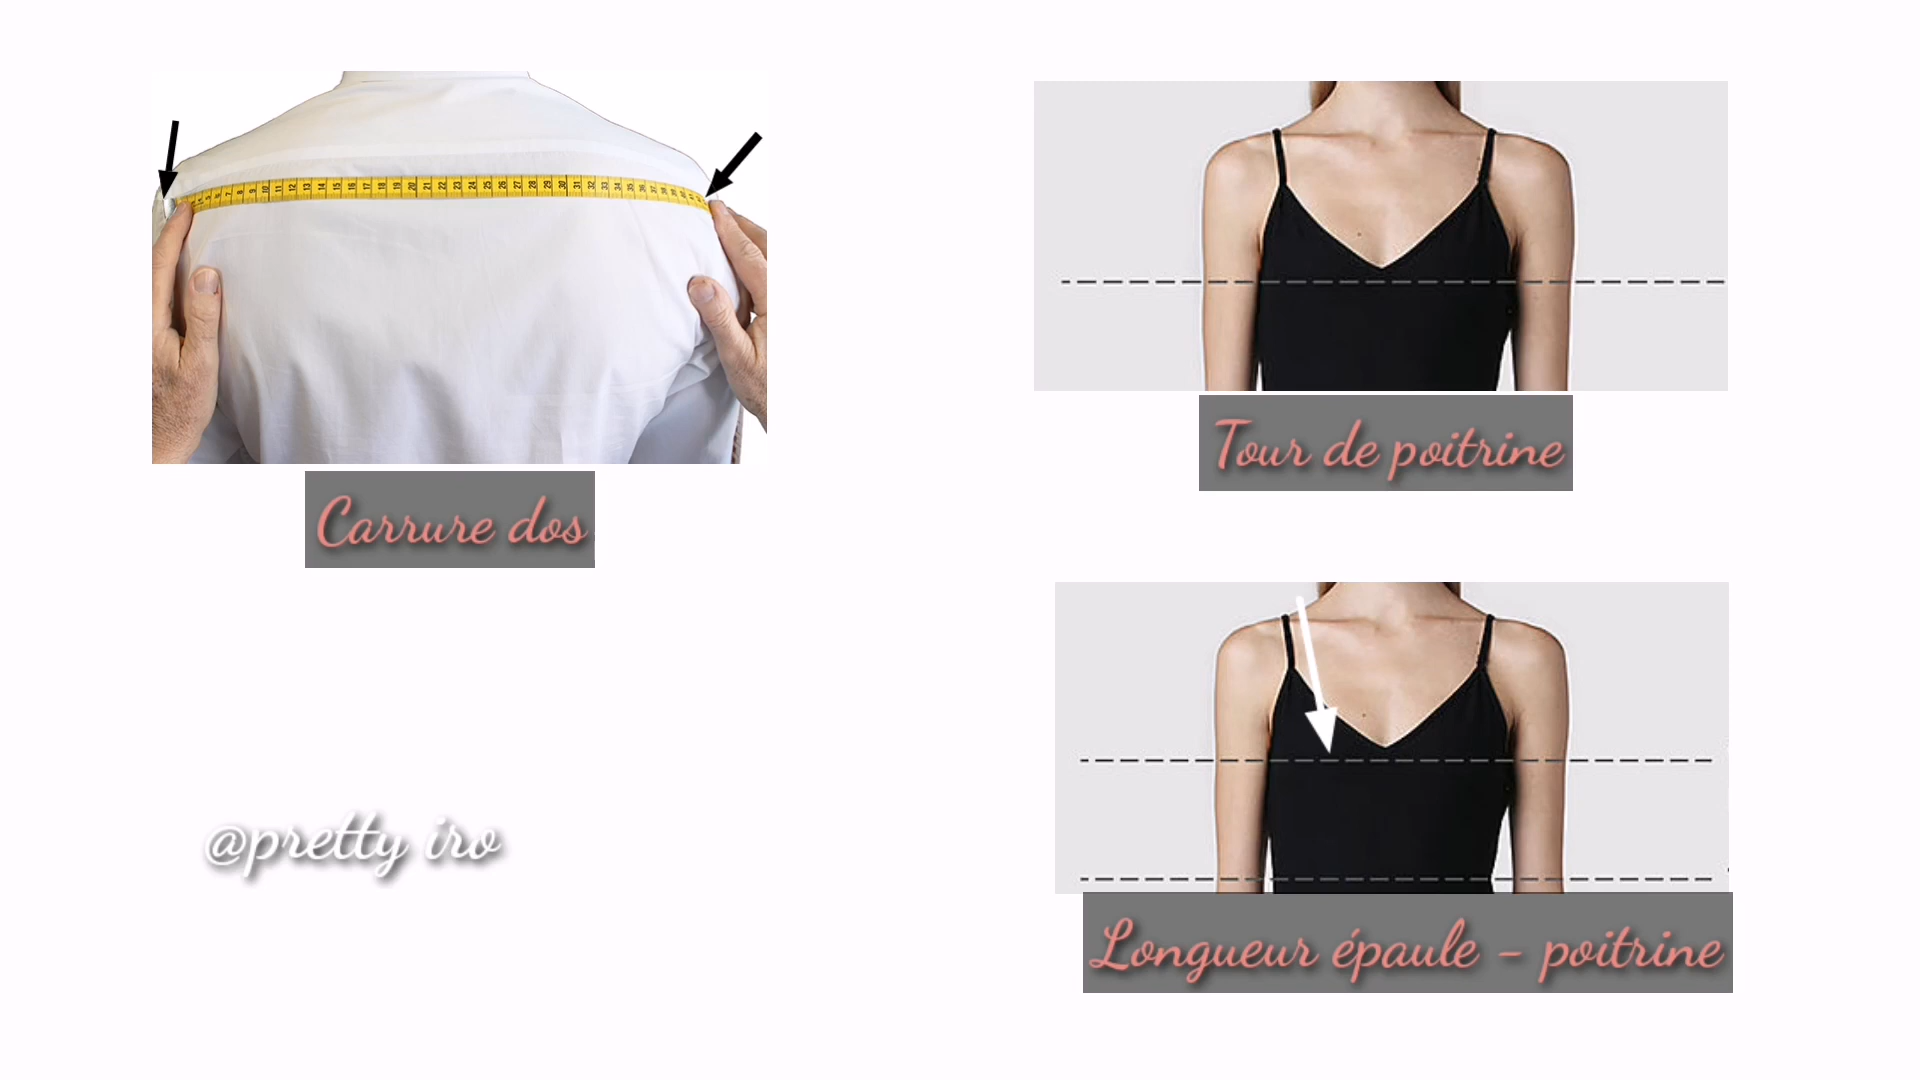 Carrure dos
Tour de poitrine
Longueur épaule - poitrine
@pretty iro